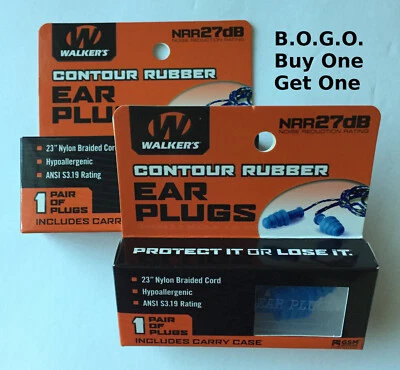 B.O.G.O.
Buy One
Get One
WALKER'S
NRR27dB
NOISE REDUCTION RATING
CONTOUR RUBBER
EAR
PLUGS
23" Nylon Braided Cord
Hypoallergenic
ANSI S3.19 Rating
1 PAIR
OF
PLUGS
INCLUDES CARRY
WALKER'S
NRR27dB
NOISE REDUCTION RATING
CONTOUR RUBBER
EAR
PLUGS
PROTECT IT OR LOSE IT.
23" Nylon Braided Cord
Hypoallergenic
ANSI S3.19 Rating
EAR PLU
1 PAIR
OF PLUGS
INCLUDES CARRY CASE
GSM